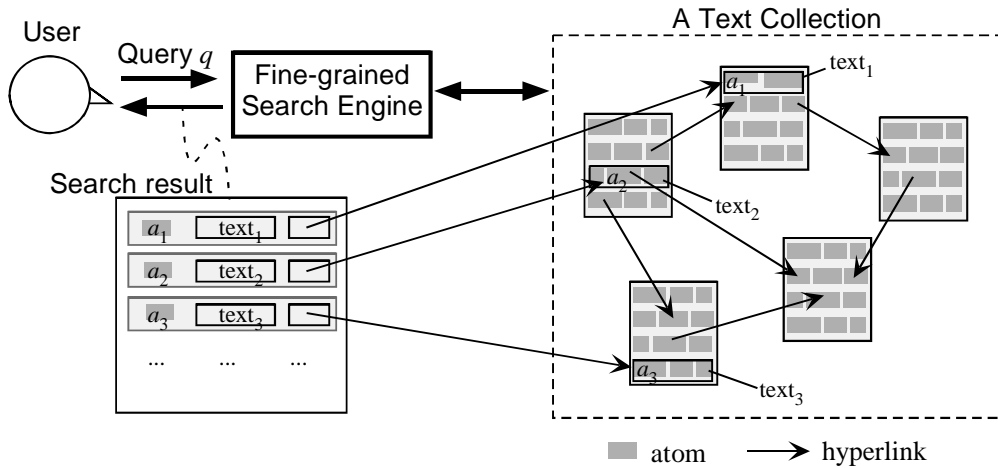 A Text Collection
User
Query q
Fine-grained
Search Engine
a1
text1
Search result
a2
text2
a1 text1
a2 text2
a3 text3
... ... ...
a3
text3
atom
hyperlink